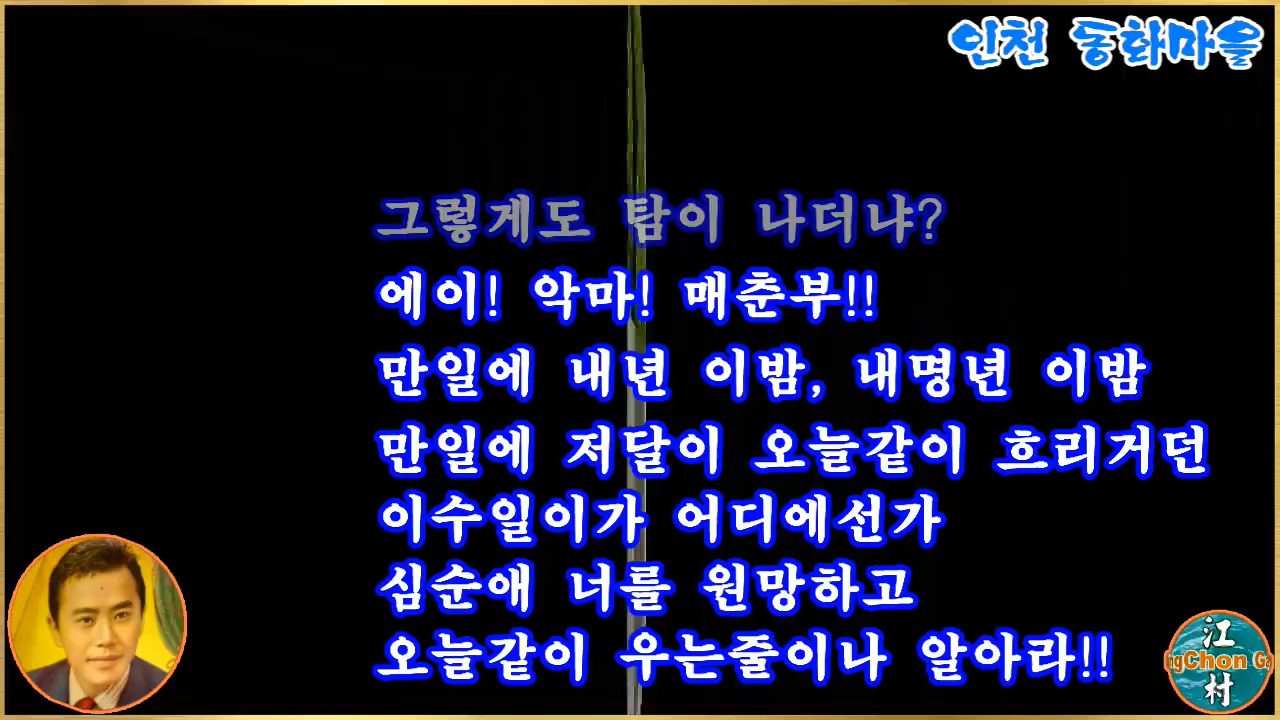 인천 동화마을
그렇게도 탐이 나더냐?
에이! 악마! 매춘부!!
만일에 내년 이밤, 내명년 이밤
만일에 저달이 오늘같이 흐리거던
이수일이가 어디에선가
심순애 너를 원망하고
오늘같이 우는줄이나 알아라!!
江
ngChon Ga
村